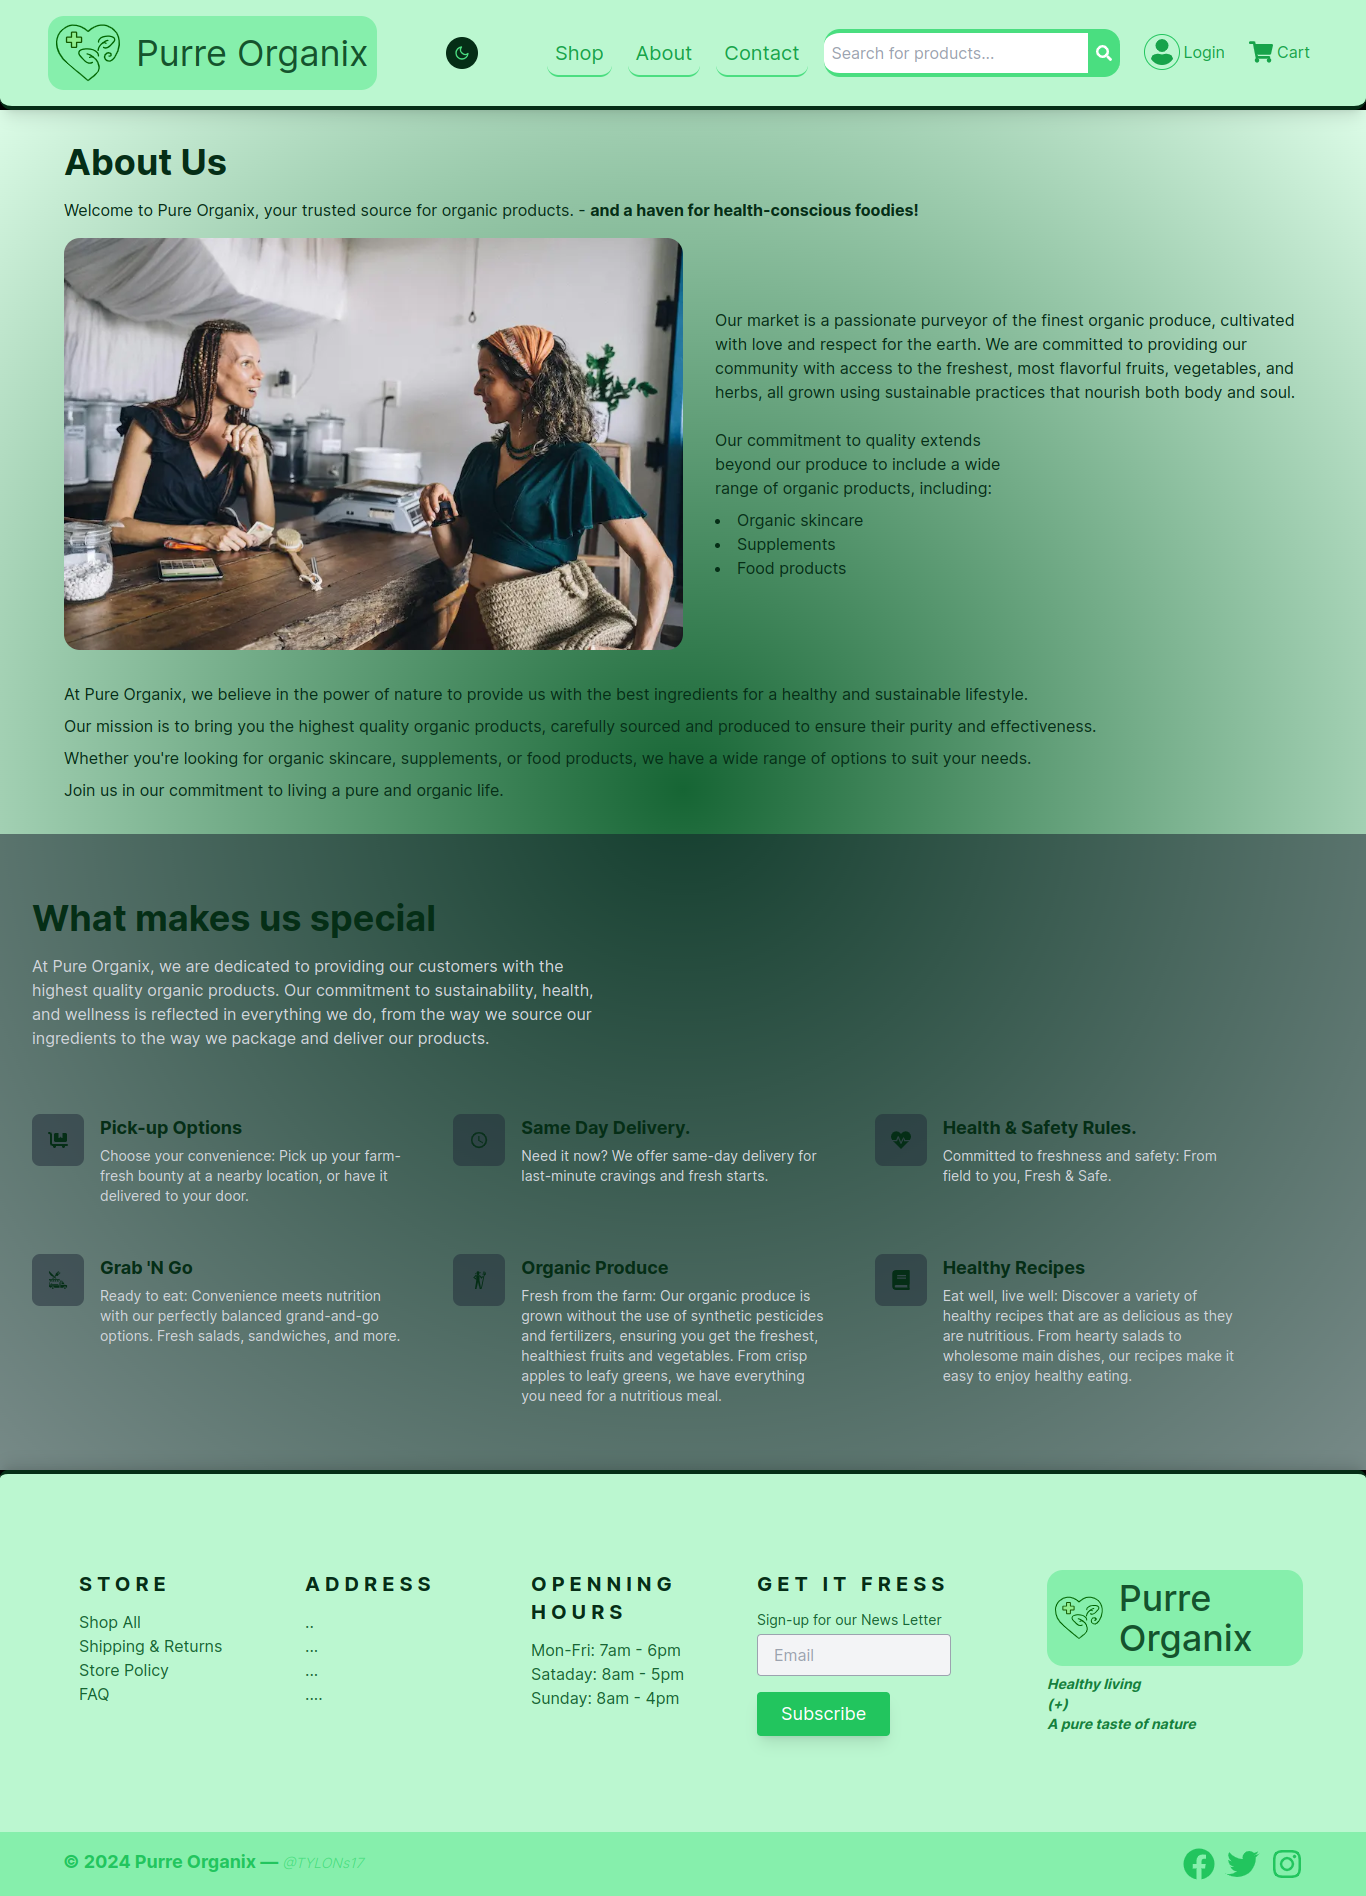 Purre Organix
Shop
About
Contact
Search for products...
Login
Cart
About Us
Welcome to Pure Organix, your trusted source for organic products. - and a haven for health-conscious foodies!
Our market is a passionate purveyor of the finest organic produce, cultivated
with love and respect for the earth. We are committed to providing our
community with access to the freshest, most flavorful fruits, vegetables, and
herbs, all grown using sustainable practices that nourish both body and soul.
Our commitment to quality extends
beyond our produce to include a wide
range of organic products, including:
• Organic skincare
• Supplements
• Food products
At Pure Organix, we believe in the power of nature to provide us with the best ingredients for a healthy and sustainable lifestyle.
Our mission is to bring you the highest quality organic products, carefully sourced and produced to ensure their purity and effectiveness.
Whether you're looking for organic skincare, supplements, or food products, we have a wide range of options to suit your needs.
Join us in our commitment to living a pure and organic life.
What makes us special
At Pure Organix, we are dedicated to providing our customers with the
highest quality organic products. Our commitment to sustainability, health,
and wellness is reflected in everything we do, from the way we source our
ingredients to the way we package and deliver our products.
Pick-up Options
Choose your convenience: Pick up your farm-
fresh bounty at a nearby location, or have it
delivered to your door.
Same Day Delivery.
Need it now? We offer same-day delivery for
last-minute cravings and fresh starts.
Health & Safety Rules.
Committed to freshness and safety: From
field to you, Fresh & Safe.
Grab 'N Go
Ready to eat: Convenience meets nutrition
with our perfectly balanced grand-and-go
options. Fresh salads, sandwiches, and more.
Organic Produce
Fresh from the farm: Our organic produce is
grown without the use of synthetic pesticides
and fertilizers, ensuring you get the freshest,
healthiest fruits and vegetables. From crisp
apples to leafy greens, we have everything
you need for a nutritious meal.
Healthy Recipes
Eat well, live well: Discover a variety of
healthy recipes that are as delicious as they
are nutritious. From hearty salads to
wholesome main dishes, our recipes make it
easy to enjoy healthy eating.
STORE
Shop All
Shipping & Returns
Store Policy
FAQ
ADDRESS
..
...
...
....
OPENNING
HOURS
Mon-Fri: 7am - 6pm
Sataday: 8am - 5pm
Sunday: 8am - 4pm
GET IT FRESS
Sign-up for our News Letter
Email
Subscribe
Purre
Organix
Healthy living
(+)
A pure taste of nature
© 2024 Purre Organix — @TYLONs17